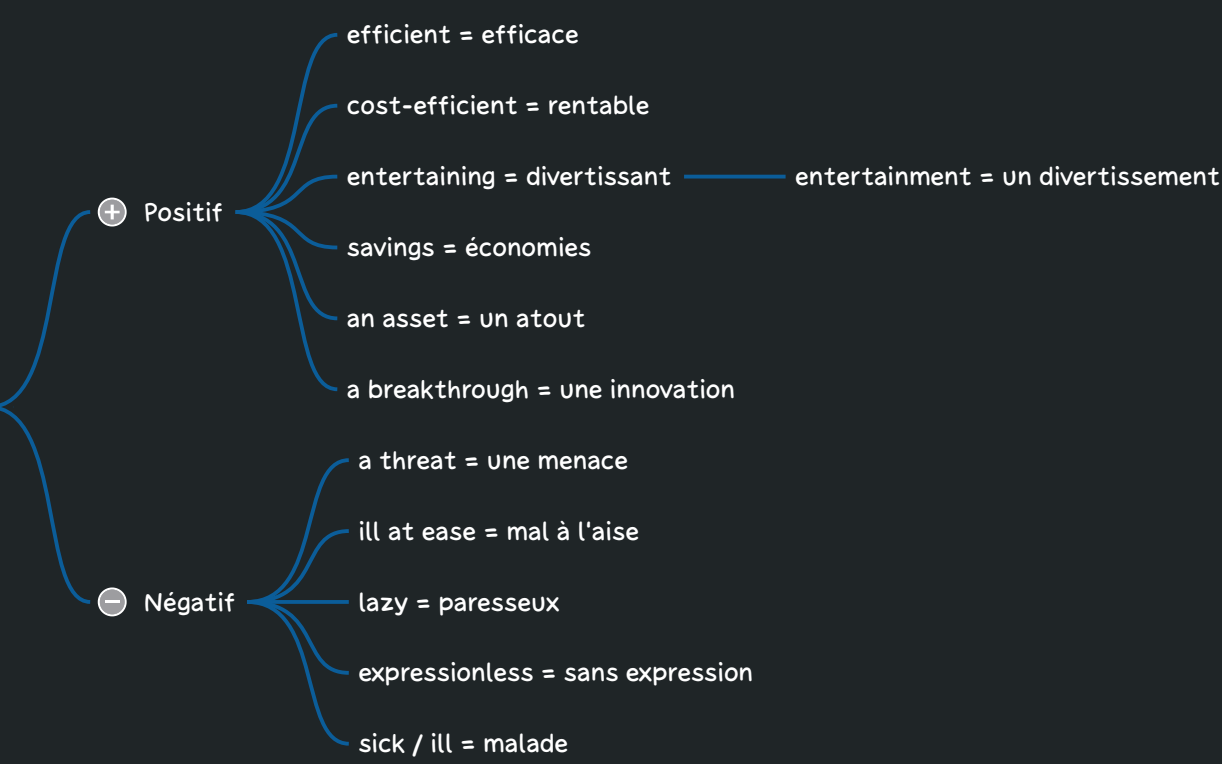 efficient = efficace
cost-efficient = rentable
entertaining = divertissant
entertainment = un divertissement
Positif
savings = économies
an asset = un atout
a breakthrough = une innovation
a threat = une menace
ill at ease = mal à l'aise
Négatif
lazy = paresseux
expressionless = sans expression
sick / ill = malade